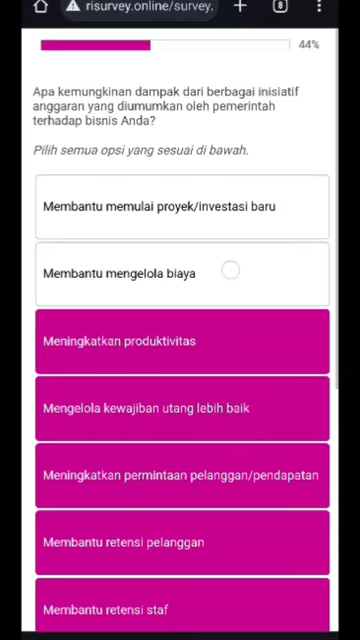 risurvey.online/survey.
8
44%
Apa kemungkinan dampak dari berbagai inisiatif
anggaran yang diumumkan oleh pemerintah
terhadap bisnis Anda?
Pilih semua opsi yang sesuai di bawah.
Membantu memulai proyek/investasi baru
Membantu mengelola biaya
Meningkatkan produktivitas
Mengelola kewajiban utang lebih baik
Meningkatkan permintaan pelanggan/pendapatan
Membantu retensi pelanggan
Membantu retensi staf